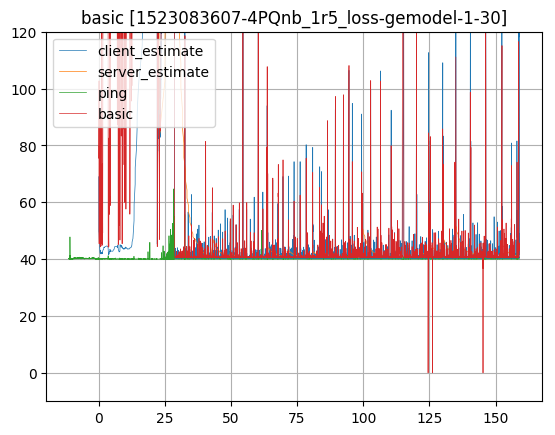 basic [1523083607-4PQnb_1r5_loss-gemodel-1-30]
120
100
80
60
40
20
0
client_estimate
server_estimate
ping
basic
0 25 50 75 100 125 150